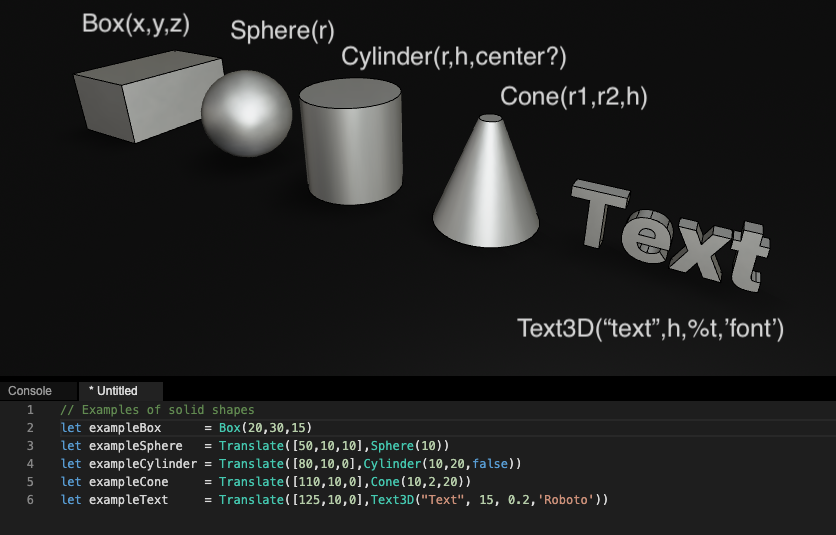 Box(x,y,z)
Sphere(r)
Cylinder(r,h,center?)
Cone(r1,r2,h)
Text
Text3D(“text”,h,%t,’font’)
Console
* Untitled
1 // Examples of solid shapes
2 let exampleBox      = Box(20,30,15)
3 let exampleSphere   = Translate([50,10,10],Sphere(10))
4 let exampleCylinder = Translate([80,10,0],Cylinder(10,20,false))
5 let exampleCone     = Translate([110,10,0],Cone(10,2,20))
6 let exampleText     = Translate([125,10,0],Text3D("Text", 15, 0.2,'Roboto'))